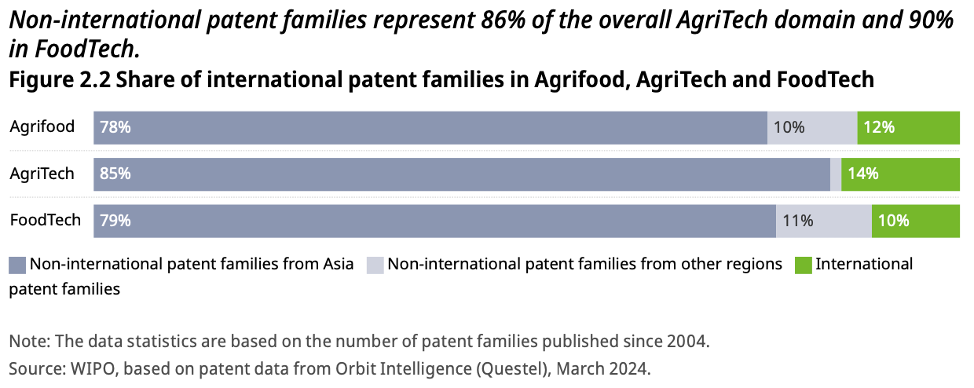 Non-international patent families represent 86% of the overall AgriTech domain and 90%
in FoodTech.
Figure 2.2 Share of international patent families in Agrifood, AgriTech and FoodTech
Agrifood 78% 10% 12%
AgriTech 85% 14%
FoodTech 79% 11% 10%
Non-international patent families from Asia Non-international patent families from other regions International
patent families
Note: The data statistics are based on the number of patent families published since 2004.
Source: WIPO, based on patent data from Orbit Intelligence (Questel), March 2024.